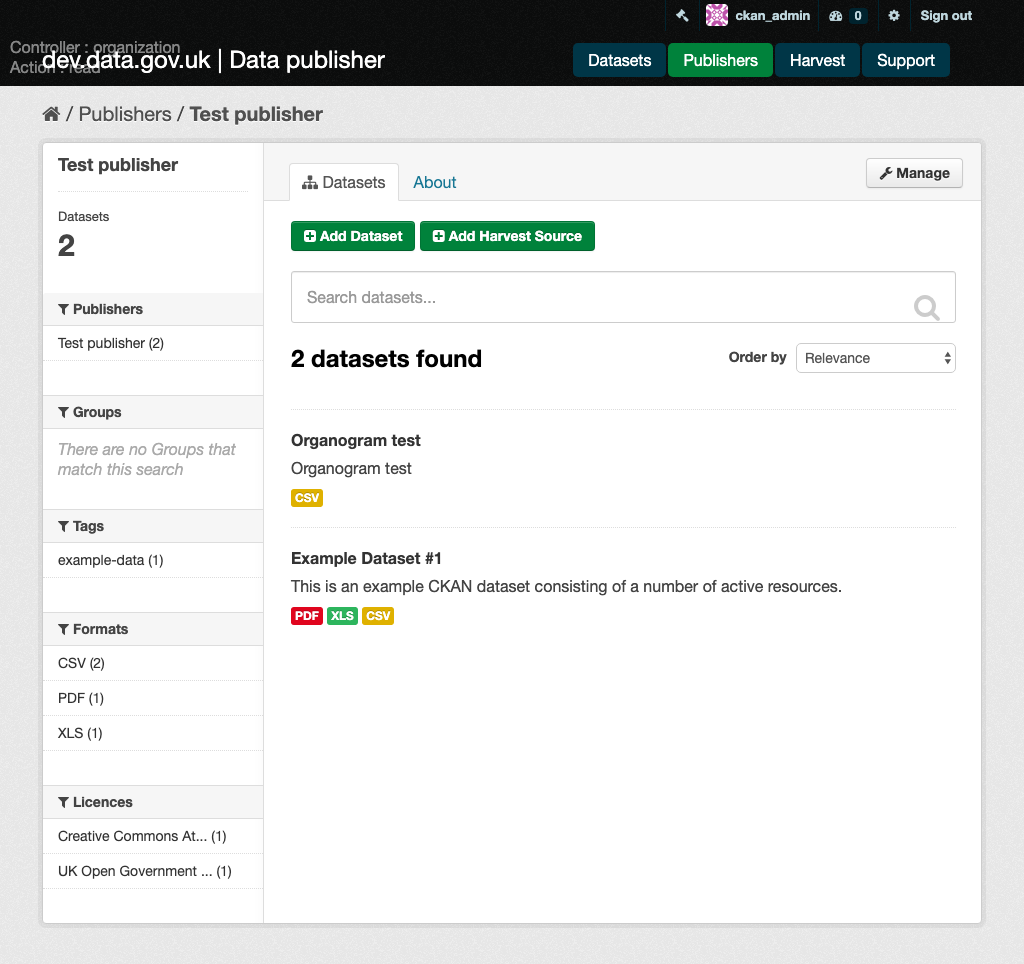 ckan_admin 0 Sign out
Controller : organization
Action : read
dev.data.gov.uk | Data publisher
Datasets Publishers Harvest Support
/ Publishers / Test publisher
Test publisher
Datasets
2
Publishers
Test publisher (2)
Groups
There are no Groups that
match this search
Tags
example-data (1)
Formats
CSV (2)
PDF (1)
XLS (1)
Licences
Creative Commons At... (1)
UK Open Government ... (1)
Datasets About Manage
Add Dataset Add Harvest Source
Search datasets...
2 datasets found Order by Relevance
Organogram test
Organogram test
CSV
Example Dataset #1
This is an example CKAN dataset consisting of a number of active resources.
PDF XLS CSV